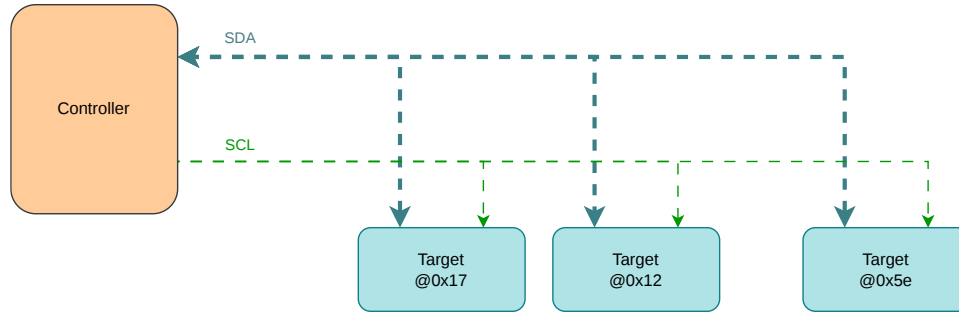 SDA
Controller
SCL
Target
@0x17
Target
@0x12
Target
@0x5e